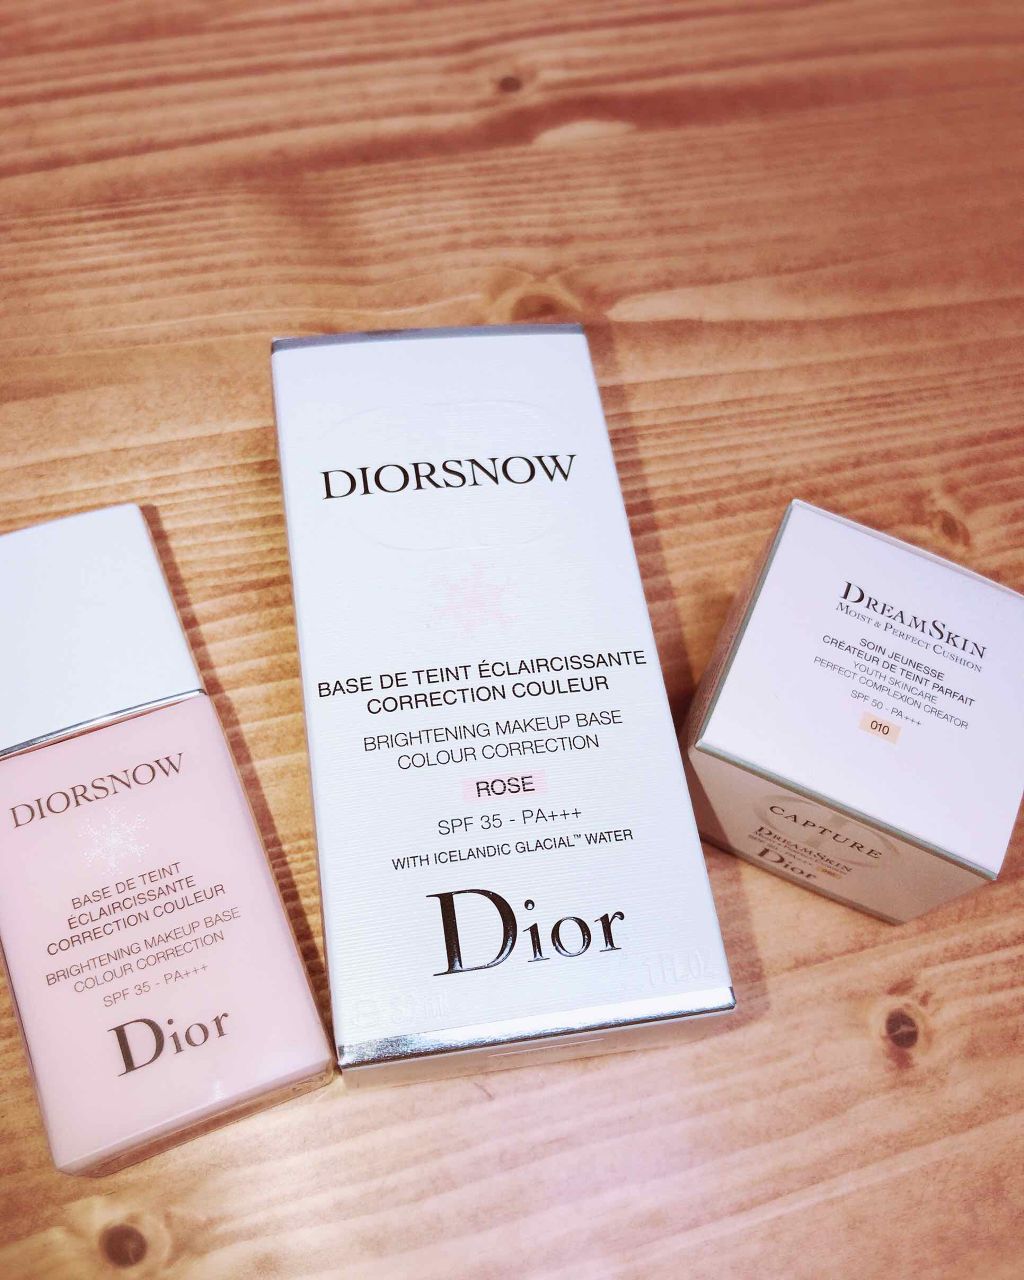 DIORSNOW
BASE DE TEINT
ÉCLAIRCISSANTE
CORRECTION COULEUR
BRIGHTENING MAKEUP BASE
COLOUR CORRECTION
SPF 35 - PA+++
Dior
DIORSNOW
BASE DE TEINT ÉCLAIRCISSANTE
CORRECTION COULEUR
BRIGHTENING MAKEUP BASE
COLOUR CORRECTION
ROSE
SPF 35 - PA+++
WITH ICELANDIC GLACIAL™ WATER
Dior
DREAMSKIN
MOIST & PERFECT CUSHION
SOIN JEUNESSE
CRÉATEUR DE TEINT PARFAIT
YOUTH SKINCARE
PERFECT COMPLEXION CREATOR
SPF 50 - PA+++
010
CAPTURE
DREAMSKIN
Dior